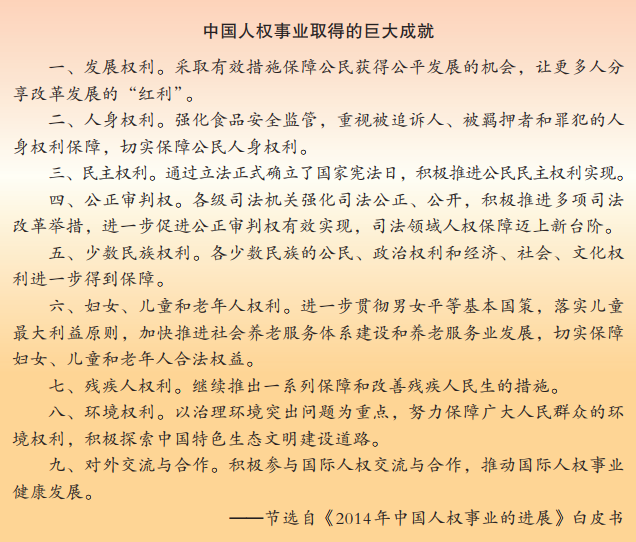 中国人权事业取得的巨大成就
一、发展权利。采取有效措施保障公民获得公平发展的机会，让更多人分
享改革发展的“红利”。
二、人身权利。强化食品安全监管，重视被追诉人、被羁押者和罪犯的人
身权利保障，切实保障公民人身权利。
三、民主权利。通过立法正式确立了国家宪法日，积极推进公民民主权利实现。
四、公正审判权。各级司法机关强化司法公正、公开，积极推进多项司法
改革举措，进一步促进公正审判权有效实现，司法领域人权保障迈上新台阶。
五、少数民族权利。各少数民族的公民、政治权利和经济、社会、文化权
利进一步得到保障。
六、妇女、儿童和老年人权利。进一步贯彻男女平等基本国策，落实儿童
最大利益原则，加快推进社会养老服务体系建设和养老服务业发展，切实保障
妇女、儿童和老年人合法权益。
七、残疾人权利。继续推出一系列保障和改善残疾人民生的措施。
八、环境权利。以治理环境突出问题为重点，努力保障广大人民群众的环
境权利，积极探索中国特色生态文明建设道路。
九、对外交流与合作。积极参与国际人权交流与合作，推动国际人权事业
健康发展。
——节选自《2014年中国人权事业的进展》白皮书